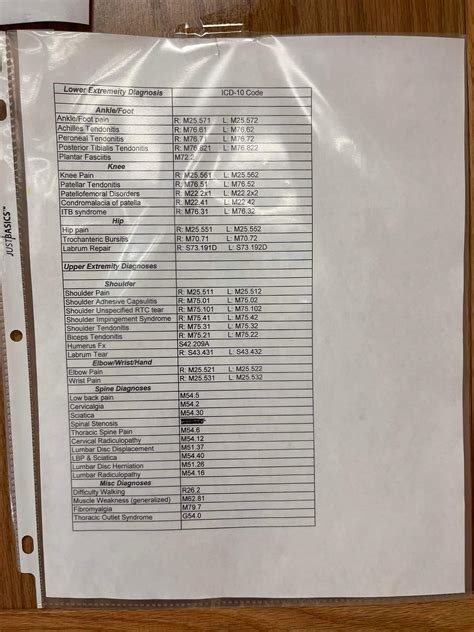 Lower Extremeity Diagnosis ICD-10 Code
Ankle/Foot
Ankle/Foot pain R: M25.571 L: M25.572
Achilles Tendonitis R: M76.61 L: M76.62
Peroneal Tendonitis R: M76.71 L: M76.72
Posterior Tibialis Tendonitis R: M76.821 L: M76.822
Plantar Fasciitis M72.2
Knee
Knee Pain R: M25.561 L: M25.562
Patellar Tendonitis R: M76.51 L: M76.52
Patellofemoral Disorders R: M22.2x1 L: M22.2x2
Condromalacia of patella R: M22.41 L: M22.42
ITB syndrome R: M76.31 L: M76.32
Hip
Hip pain R: M25.551 L: M25.552
Trochanteric Bursitis R: M70.71 L: M70.72
Labrum Repair R: S73.191D L: S73.192D
Upper Extremity Diagnoses
Shoulder
Shoulder Pain R: M25.511 L: M25.512
Shoulder Adhesive Capsulitis R: M75.01 L: M75.02
Shoulder Unspecified RTC tear R: M75.101 L: M75.102
Shoulder Impingement Syndrome R: M75.41 L: M75.42
Shoulder Tendonitis R: M75.31 L: M75.32
Biceps Tendonitis R: M75.21 L: M75.22
Humerus Fx S42.209A
Labrum Tear R: S43.431 L: S43.432
Elbow/Wrist/Hand
Elbow Pain R: M25.521 L: M25.522
Wrist Pain R: M25.531 L: M25.532
Spine Diagnoses
Low back pain M54.5
Cervicalgia M54.2
Sciatica M54.30
Spinal Stenosis
Thoracic Spine Pain M54.6
Cervical Radiculopathy M54.12
Lumbar Disc Displacement M51.37
LBP & Sciatica M54.40
Lumbar Disc Herniation M51.26
Lumbar Radiculopathy M54.16
Misc Diagnoses
Difficulty Walking R26.2
Muscle Weakness (generalized) M62.81
Fibromyalgia M79.7
Thoracic Outlet Syndrome G54.0
JUST BASICS™